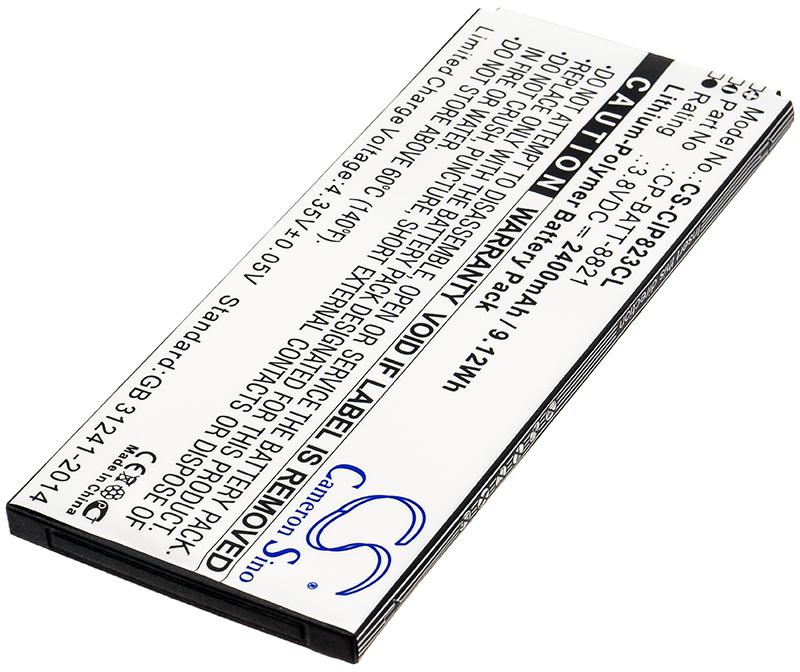 Model No.:CS-CIP823CL
Part No :CP-BATT-8821
Rating :3.8VDC ⎓ 2400mAh / 9.12Wh
Lithium-Polymer Battery Pack
CAUTION WARRANTY VOID IF LABEL IS REMOVED
·DO NOT ATTEMPT TO DISASSEMBLE, OPEN OR SERVICE THE BATTERY PACK.
·REPLACE ONLY WITH THE BATTERY PACK DESIGNATED FOR THIS PRODUCT.
·DO NOT CRUSH, PUNCTURE, SHORT EXTERNAL CONTACTS OR DISPOSE OF
IN FIRE OR WATER.
·DO NOT STORE ABOVE 60°C (140°F).
Limited Charge Voltage:4.35V±0.05V Standard:GB 31241-2014
CE
Made In China
CS
Cameron Sino